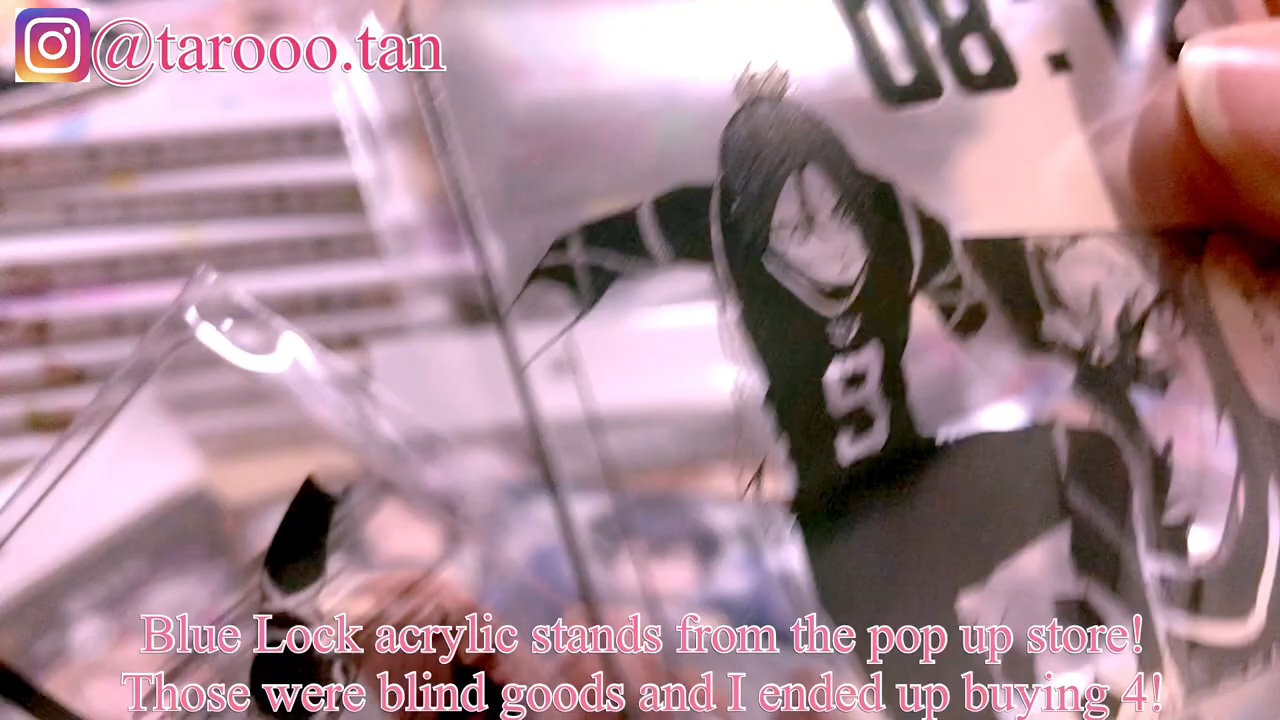 @tarooo.tan
08
9
Blue Lock acrylic stands from the pop up store!
Those were blind goods and I ended up buying 4!